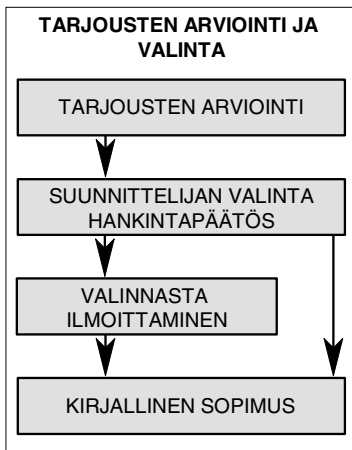 TARJOUSTEN ARVIOINTI JA
VALINTA
TARJOUSTEN ARVIOINTI
SUUNNITTELIJAN VALINTA
HANKINTAPÄÄTÖS
VALINNASTA
ILMOITTAMINEN
KIRJALLINEN SOPIMUS